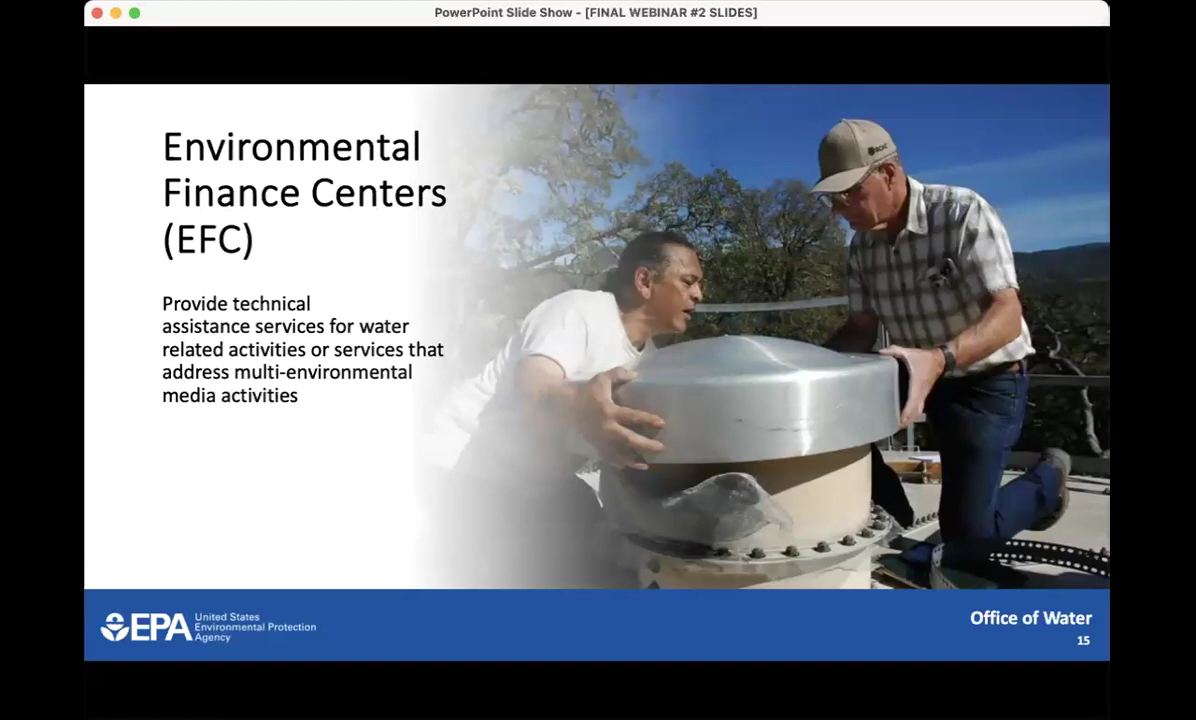 PowerPoint Slide Show - [FINAL WEBINAR #2 SLIDES]
Environmental
Finance Centers
(EFC)
Provide technical
assistance services for water
related activities or services that
address multi-environmental
media activities
EPA
United States
Environmental Protection
Agency
Office of Water
15